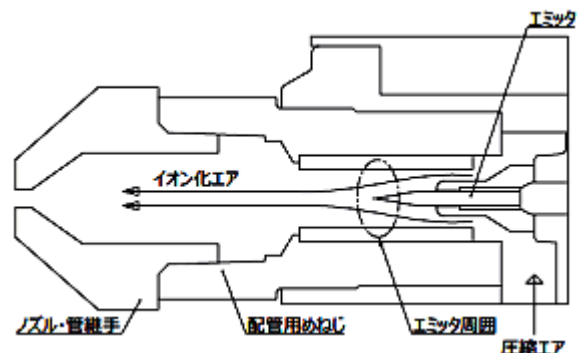 エミッタ
イオン化エア
ノズル・管継手
配管用めねじ
エミッタ周囲
圧縮エア